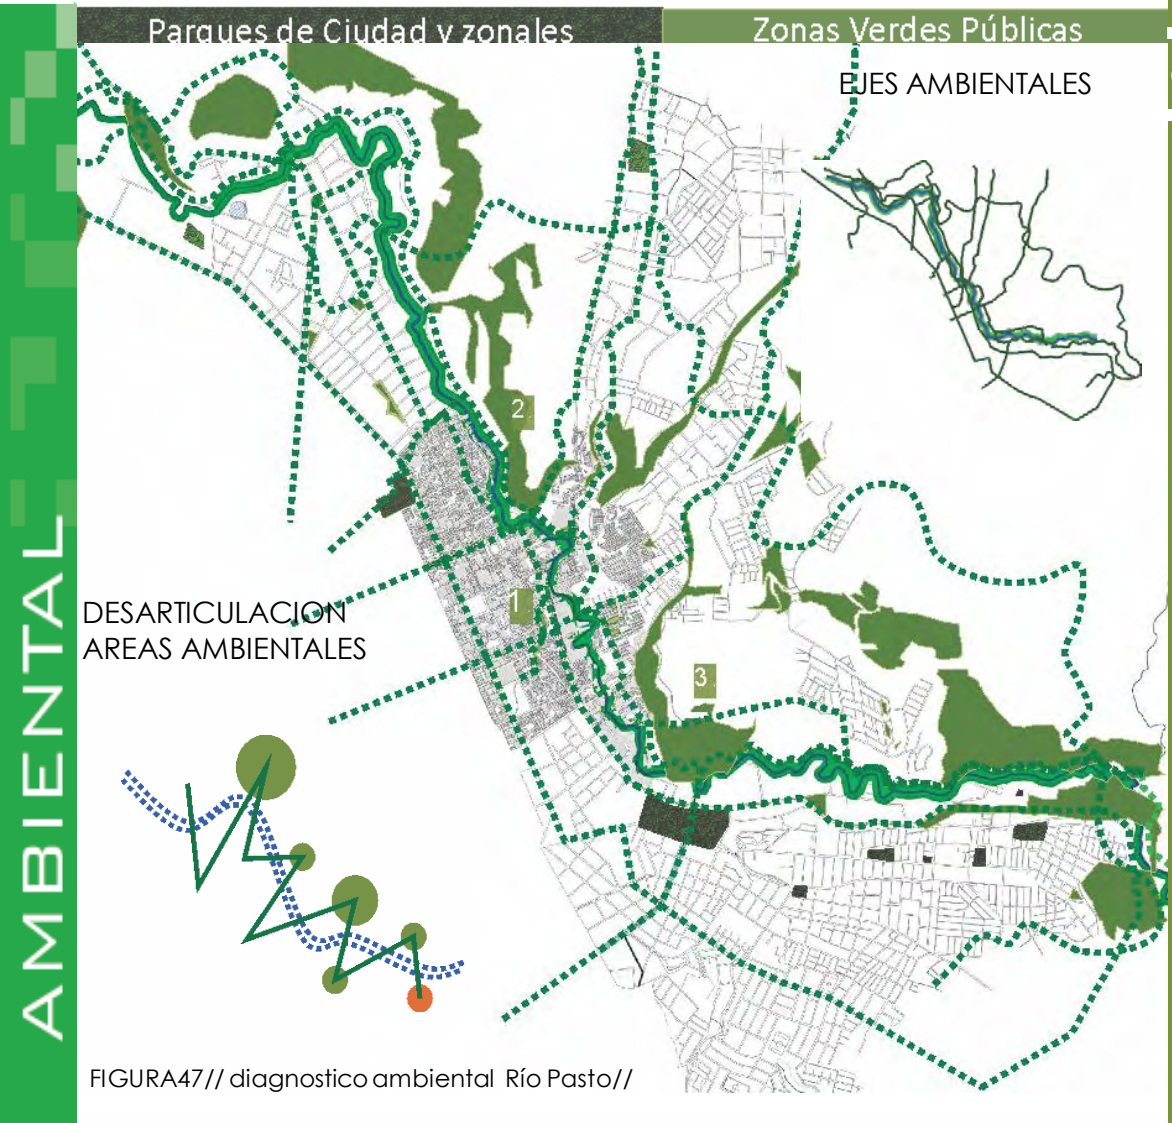 Parques de Ciudad y zonales
Zonas Verdes Públicas
EJES AMBIENTALES
2.
1.
3.
DESARTICULACION
AREAS AMBIENTALES
AMBIENTAL
FIGURA47// diagnostico ambiental Río Pasto//